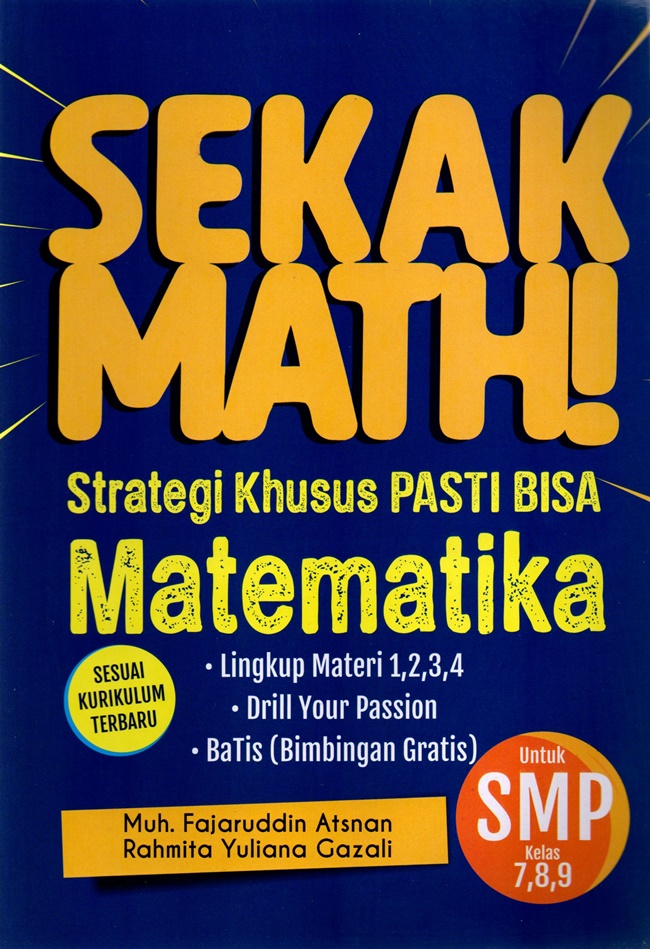 SEKAK
MATH!
Strategi Khusus PASTI BISA
Matematika
SESUAI
KURIKULUM
TERBARU
• Lingkup Materi 1,2,3,4
• Drill Your Passion
• BaTis (Bimbingan Gratis)
Untuk
SMP
Kelas
7,8,9
Muh. Fajaruddin Atsnan
Rahmita Yuliana Gazali